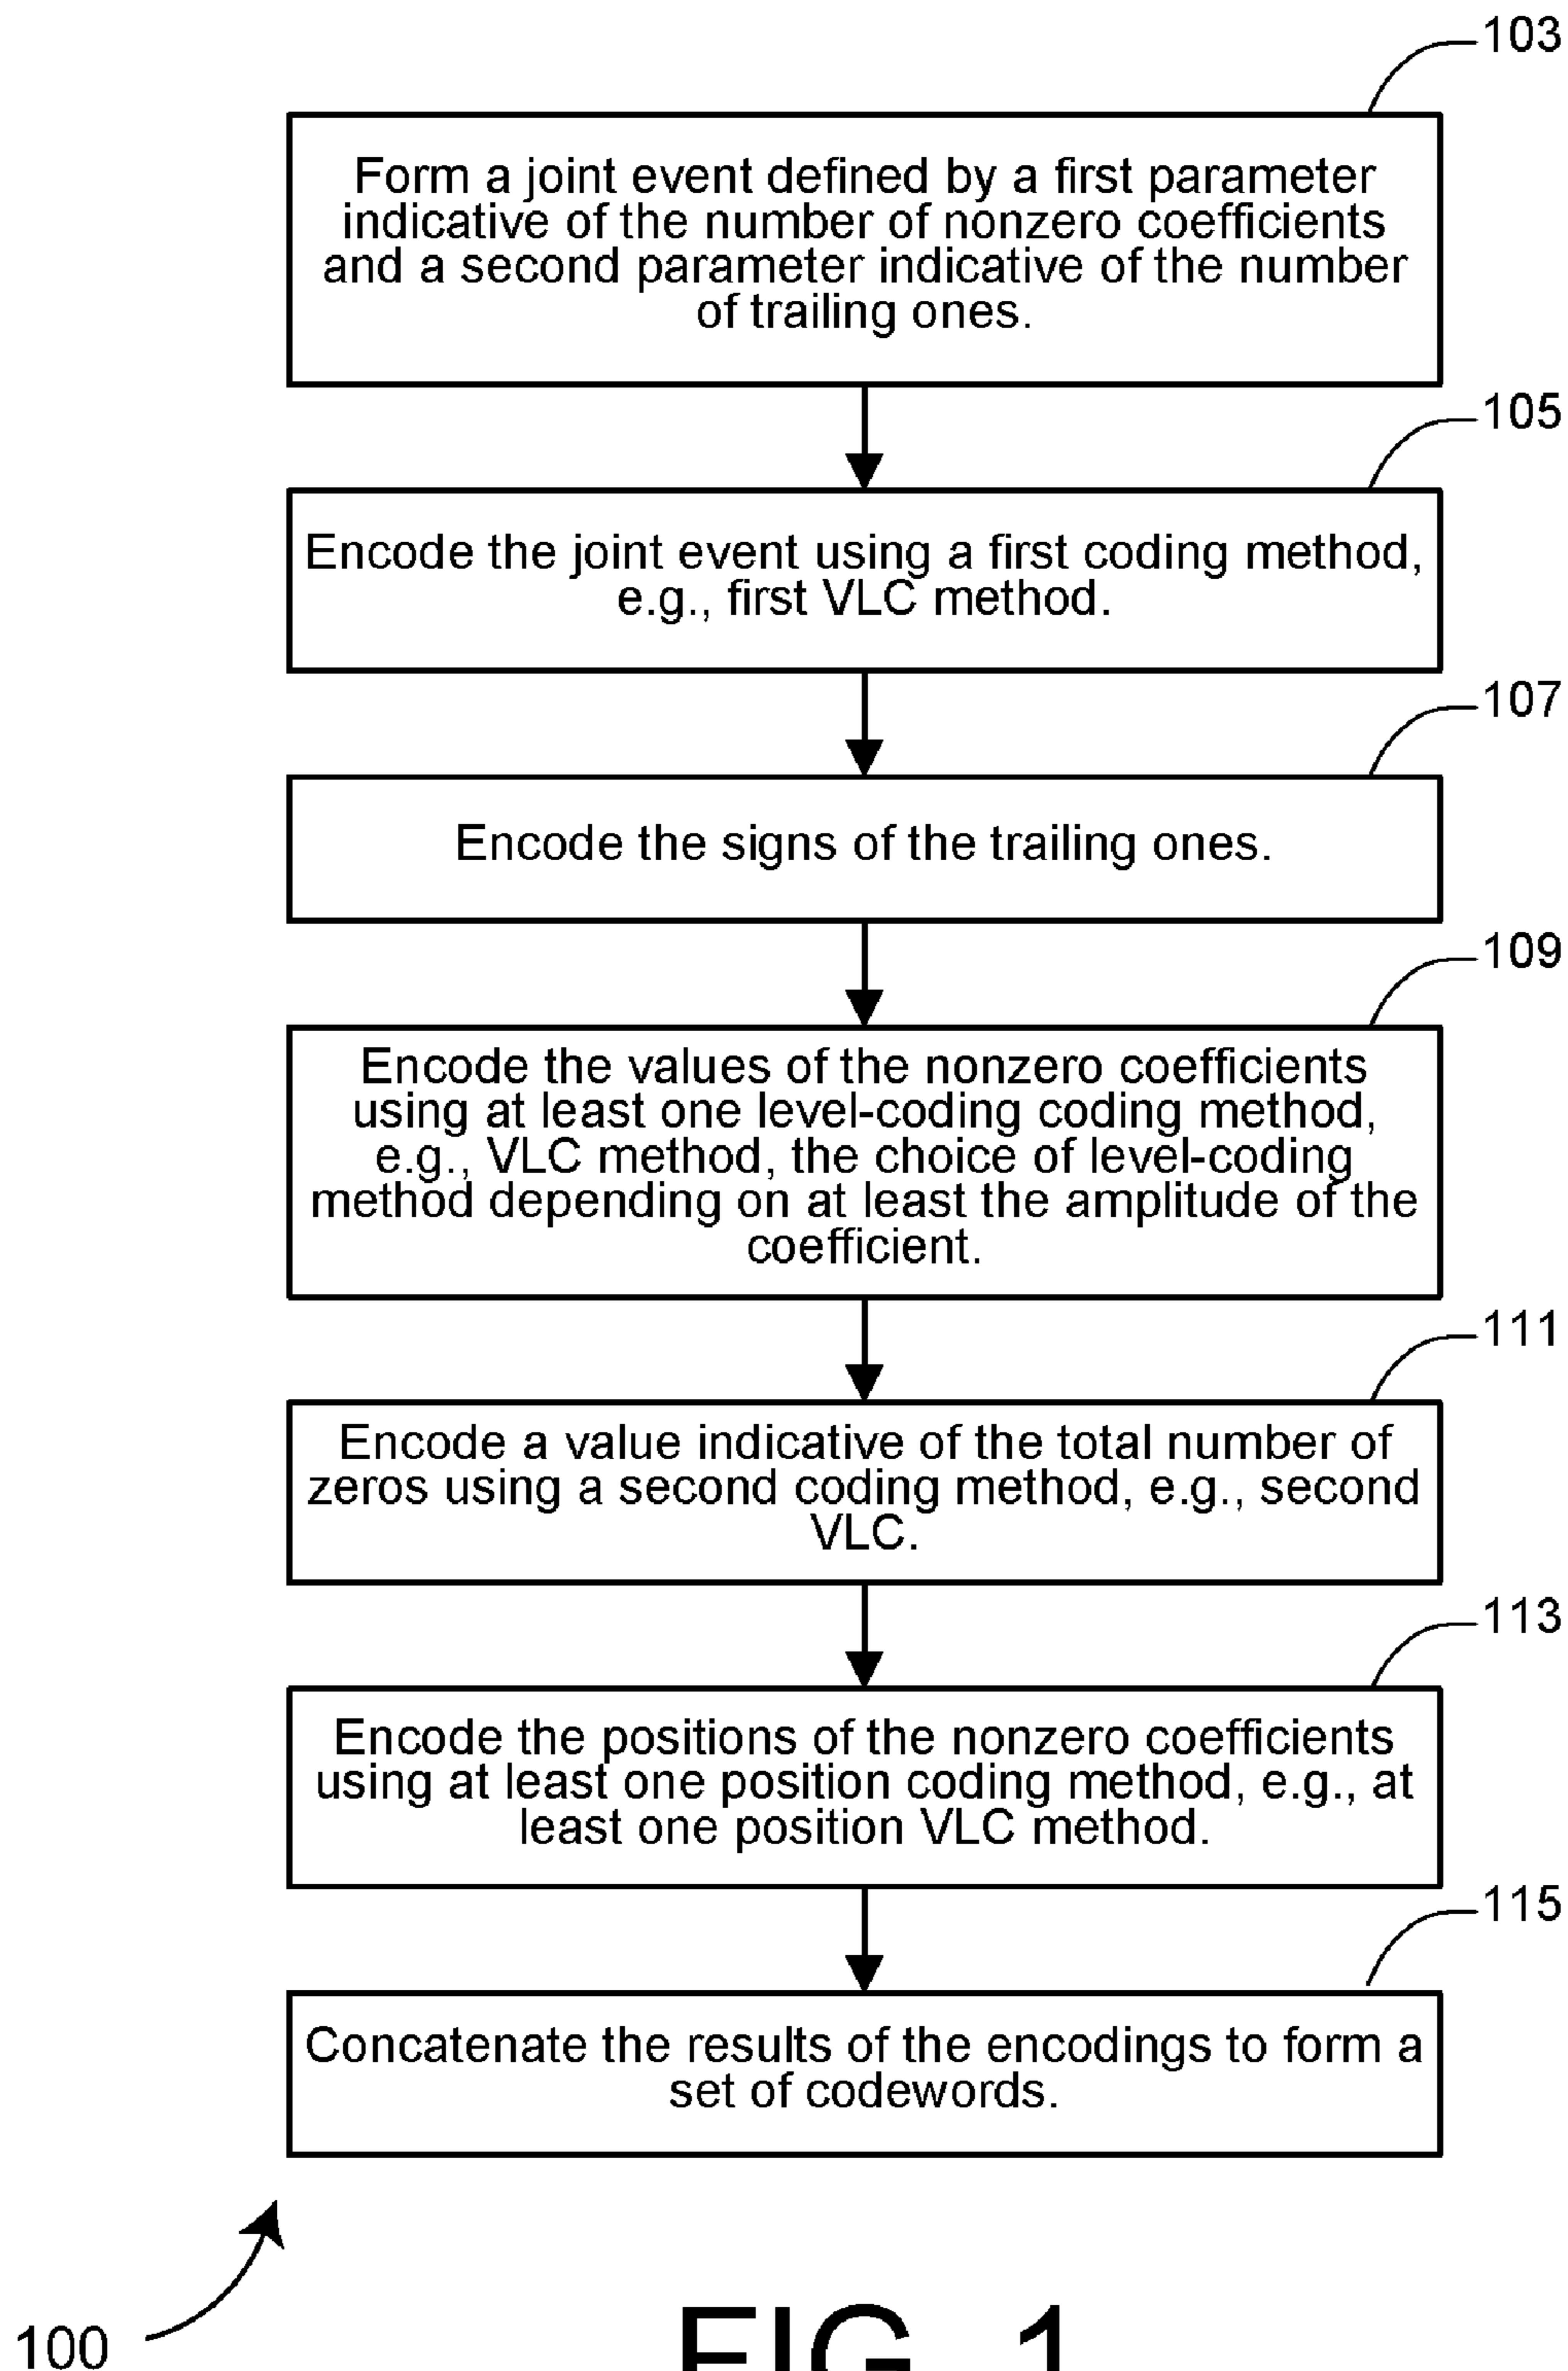 103
Form a joint event defined by a first parameter
indicative of the number of nonzero coefficients
and a second parameter indicative of the number
of trailing ones.
105
Encode the joint event using a first coding method,
e.g., first VLC method.
107
Encode the signs of the trailing ones.
109
Encode the values of the nonzero coefficients
using at least one level-coding coding method,
e.g., VLC method, the choice of level-coding
method depending on at least the amplitude of the
coefficient.
111
Encode a value indicative of the total number of
zeros using a second coding method, e.g., second
VLC.
113
Encode the positions of the nonzero coefficients
using at least one position coding method, e.g., at
least one position VLC method.
115
Concatenate the results of the encodings to form a
set of codewords.
100
FIG. 1